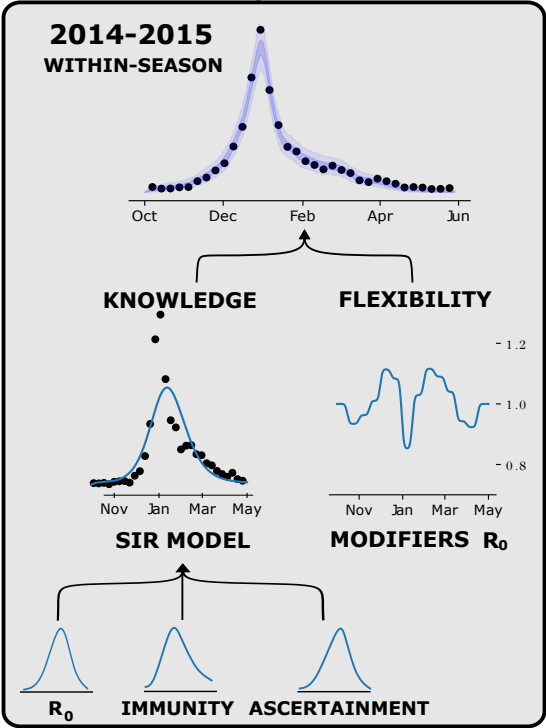 2014-2015
WITHIN-SEASON
Oct Dec Feb Apr Jun
KNOWLEDGE FLEXIBILITY
1.2
1.0
0.8
Nov Jan Mar May Nov Jan Mar May
SIR MODEL MODIFIERS R₀
R₀ IMMUNITY ASCERTAINMENT